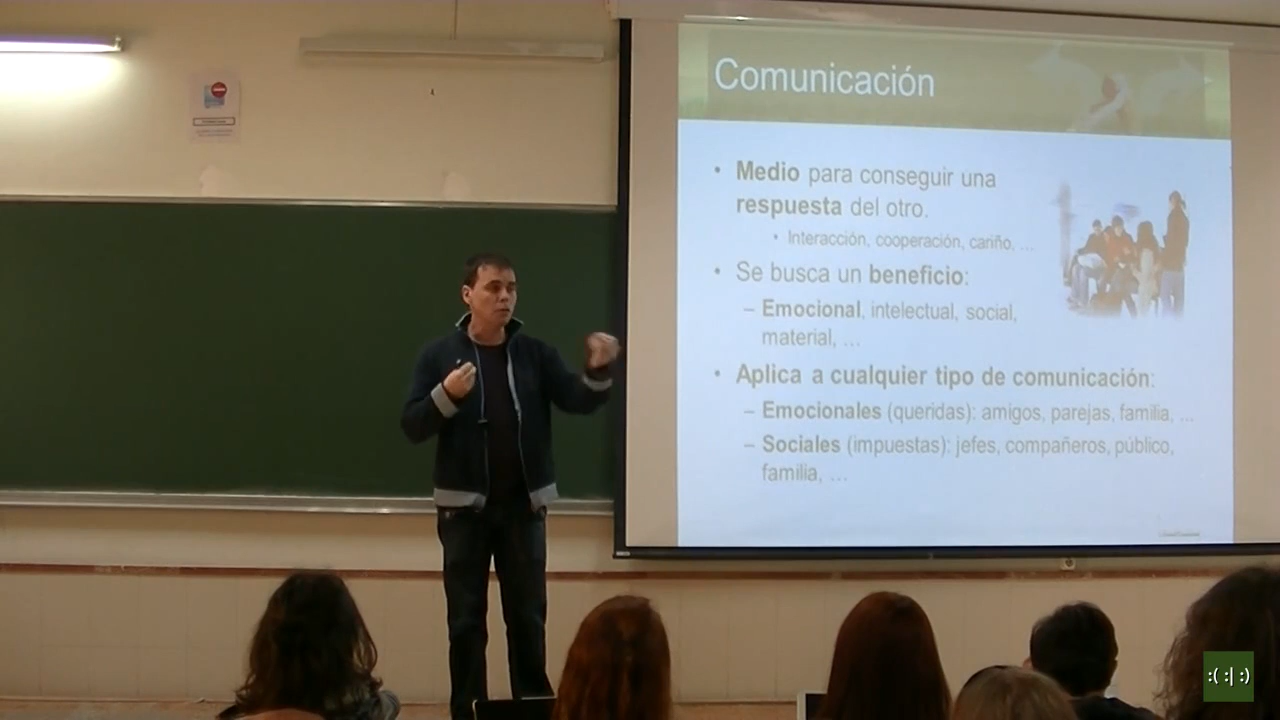 Comunicación
• Medio para conseguir una
respuesta del otro.
• Interacción, cooperación, cariño, …
• Se busca un beneficio:
– Emocional, intelectual, social,
material, …
• Aplica a cualquier tipo de comunicación:
– Emocionales (queridas): amigos, parejas, familia, …
– Sociales (impuestas): jefes, compañeros, público,
familia, …
:( :| :)